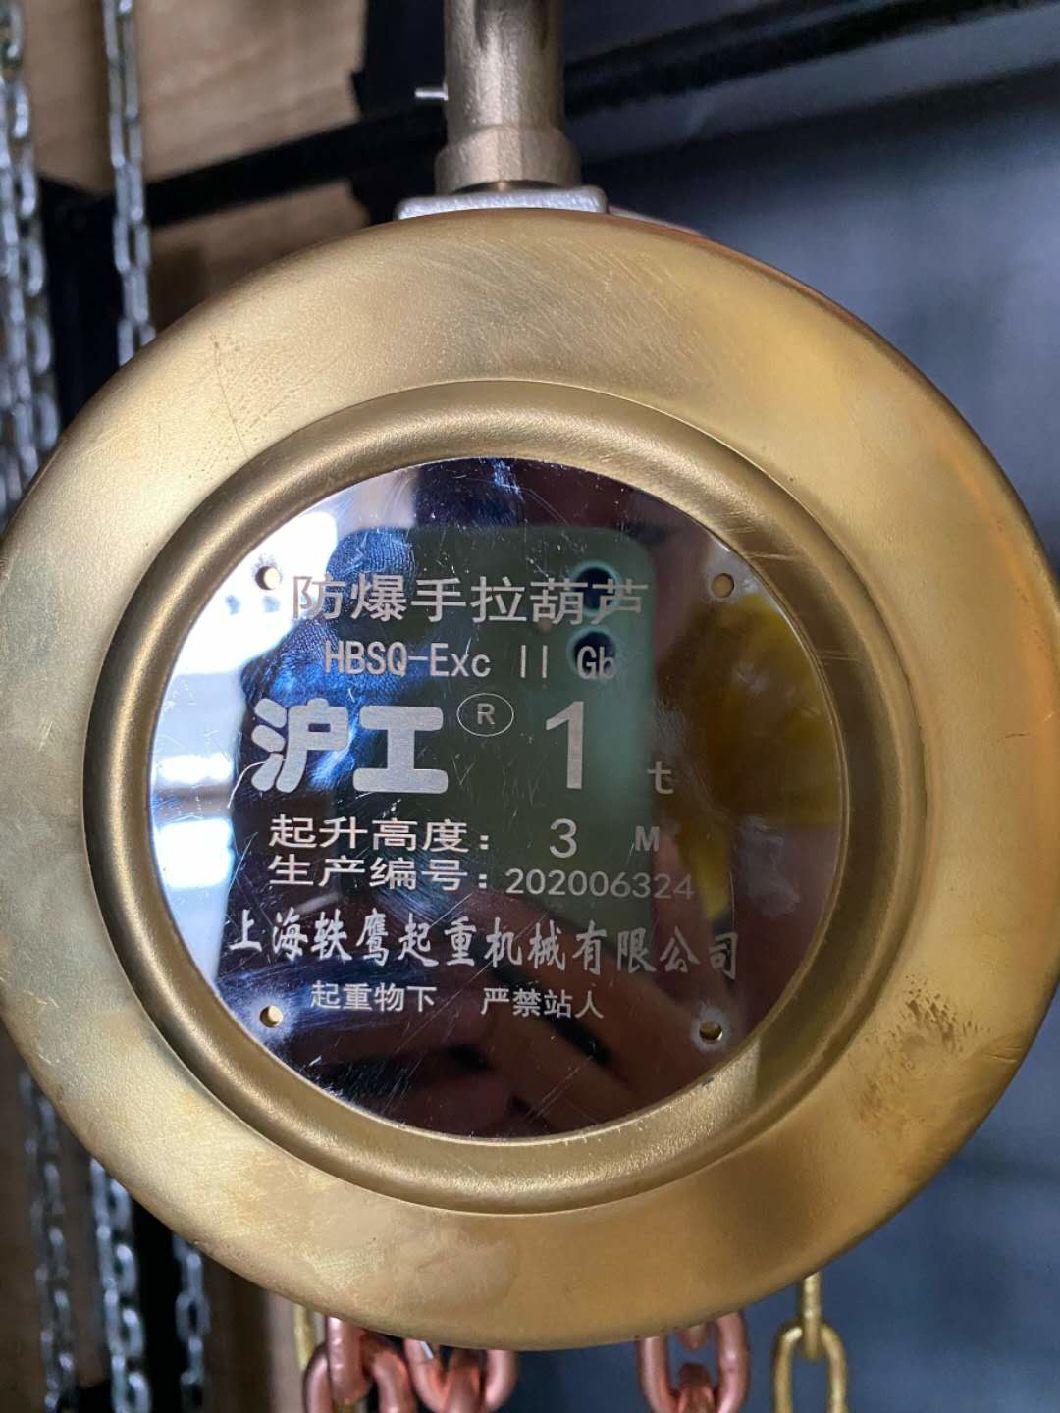 防爆手拉葫芦
HBSQ-Exc II Gb
沪工® 1 t
起升高度: 3 M
生产编号:202006324
上海轶鹰起重机械有限公司
起重物下 严禁站人